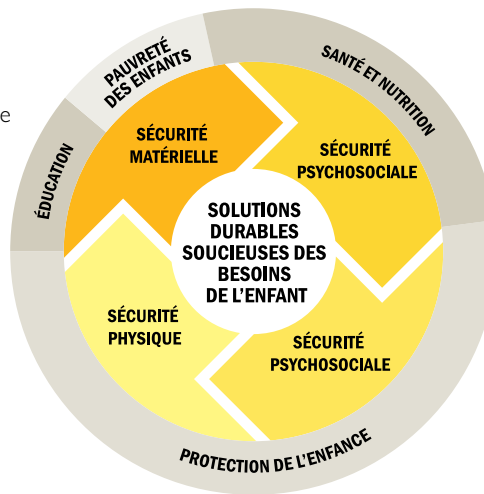 e
PAUVRETÉ
DES ENFANTS
SANTÉ ET NUTRITION
ÉDUCATION
SÉCURITÉ
MATÉRIELLE
SÉCURITÉ
PSYCHOSOCIALE
SOLUTIONS
DURABLES
SOUCIEUSES DES
BESOINS
DE L'ENFANT
SÉCURITÉ
PHYSIQUE
SÉCURITÉ
PSYCHOSOCIALE
PROTECTION DE L'ENFANCE